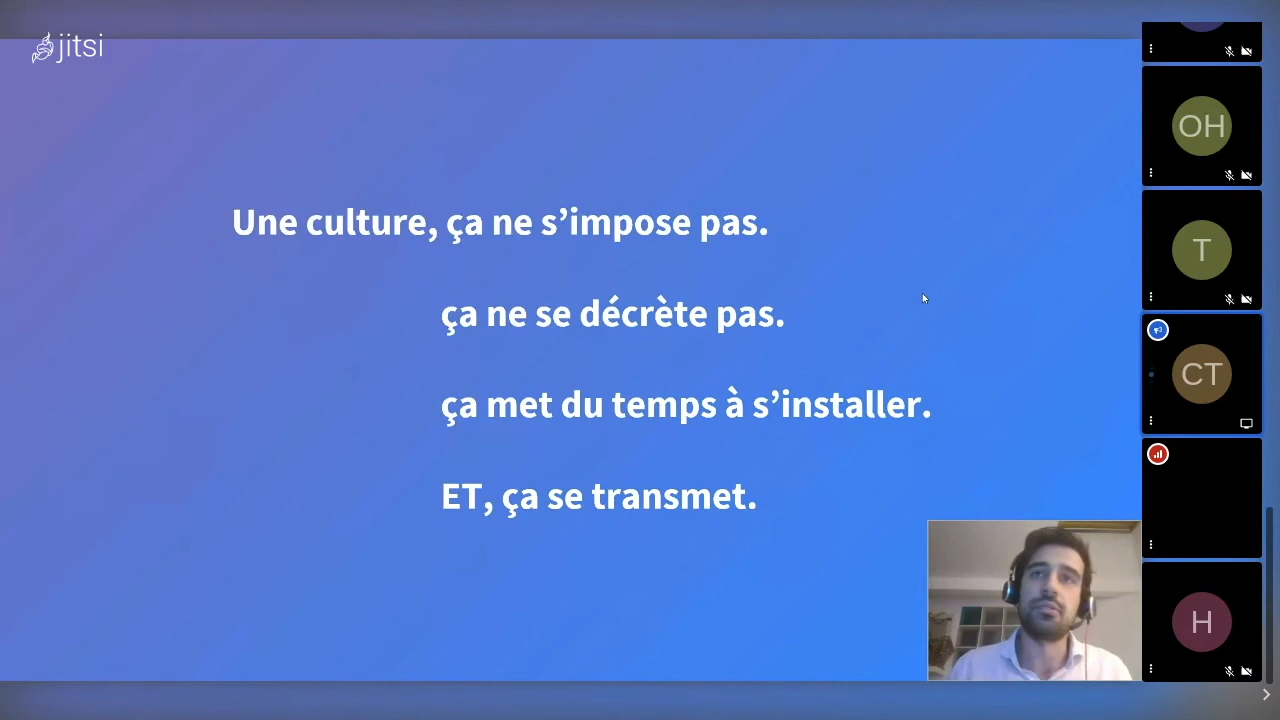 jitsi
Une culture, ça ne s’impose pas.
ça ne se décrète pas.
ça met du temps à s’installer.
ET, ça se transmet.
OH
T
CT
H